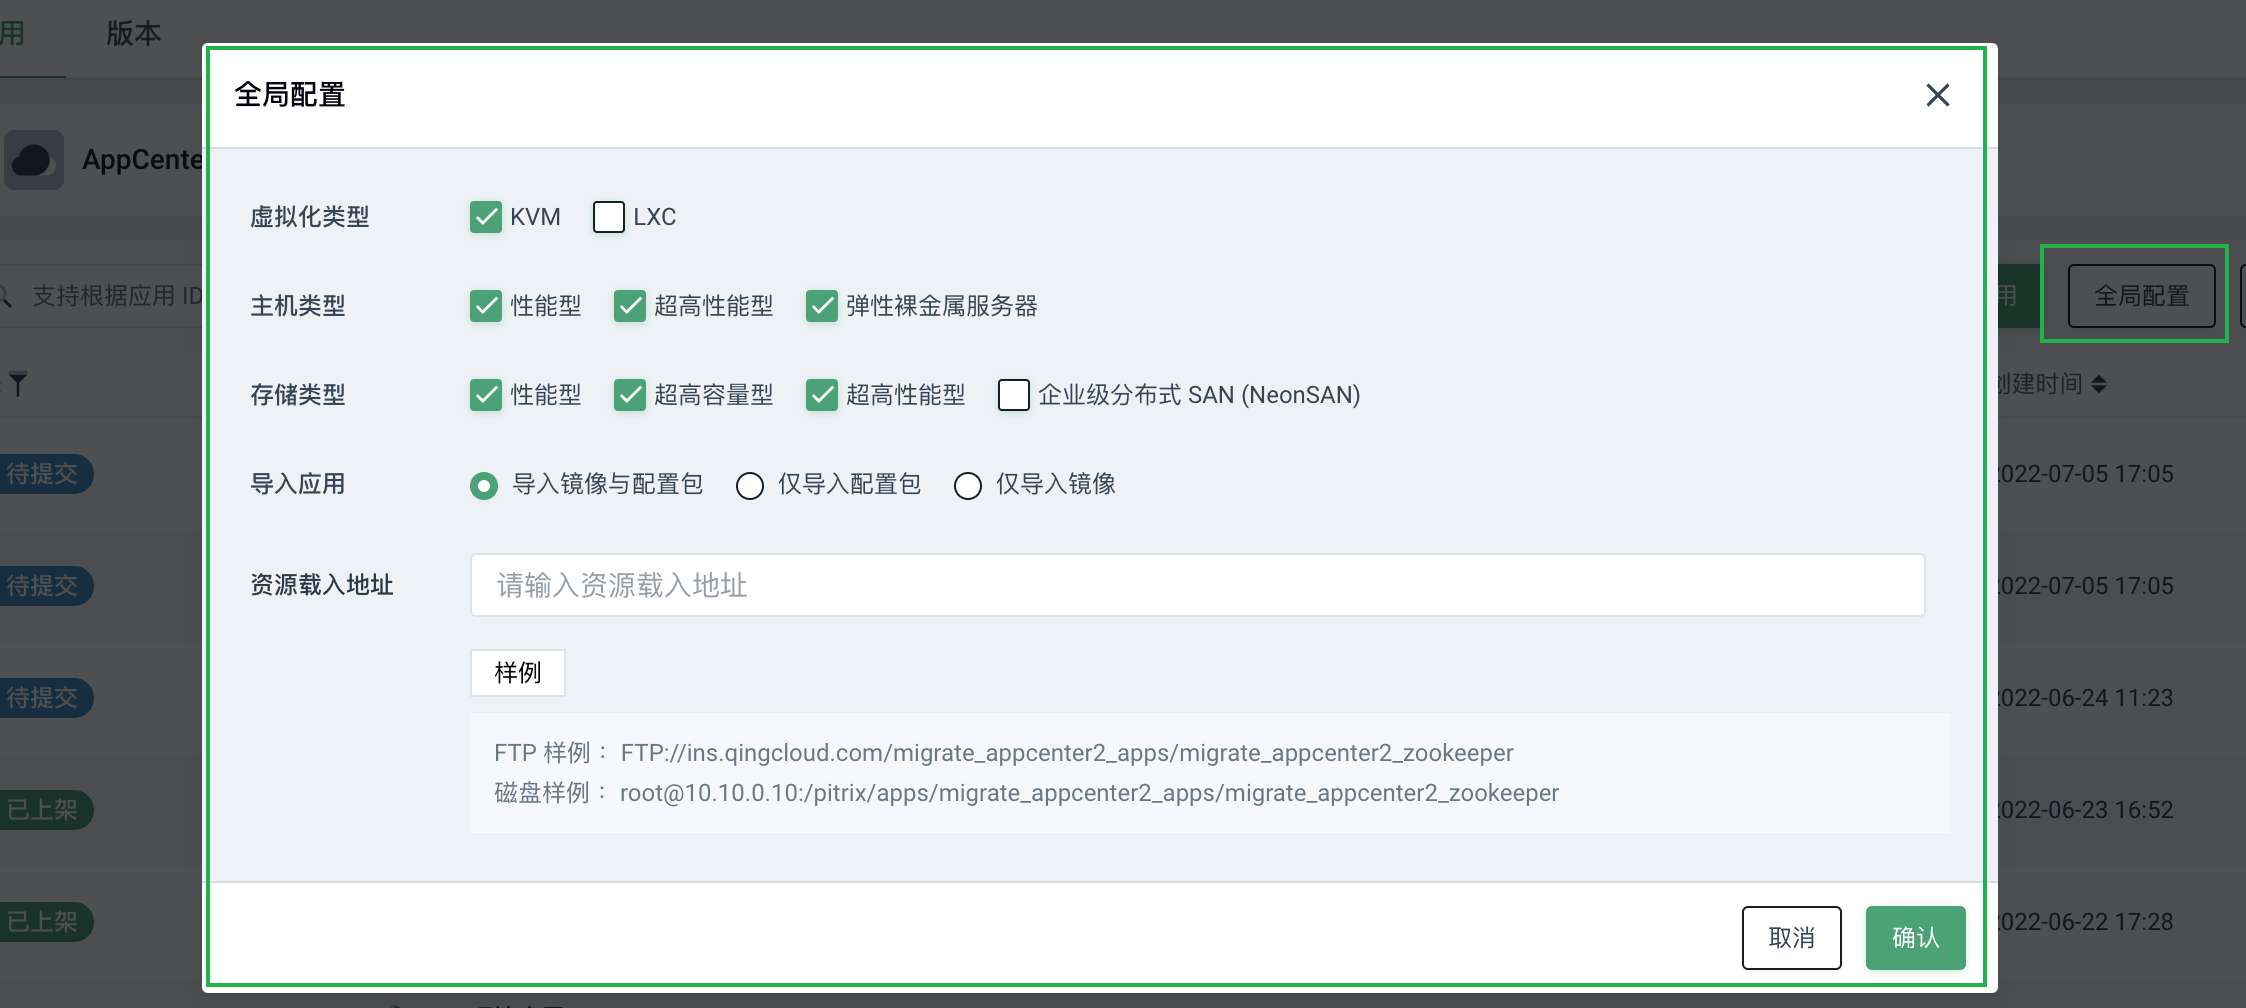 用 版本
全局配置
AppCente
虚拟化类型 KVM LXC
支持根据应用 ID
主机类型 性能型 超高性能型 弹性裸金属服务器
用 全局配置
存储类型 性能型 超高容量型 超高性能型 企业级分布式 SAN (NeonSAN)
创建时间
待提交 2022-07-05 17:05
导入应用 导入镜像与配置包 仅导入配置包 仅导入镜像
待提交 2022-07-05 17:05
资源载入地址 请输入资源载入地址
样例
待提交 2022-06-24 11:23
FTP 样例： FTP://ins.qingcloud.com/migrate_appcenter2_apps/migrate_appcenter2_zookeeper
磁盘样例： root@10.10.0.10:/pitrix/apps/migrate_appcenter2_apps/migrate_appcenter2_zookeeper
已上架 2022-06-23 16:52
已上架 2022-06-22 17:28
取消 确认